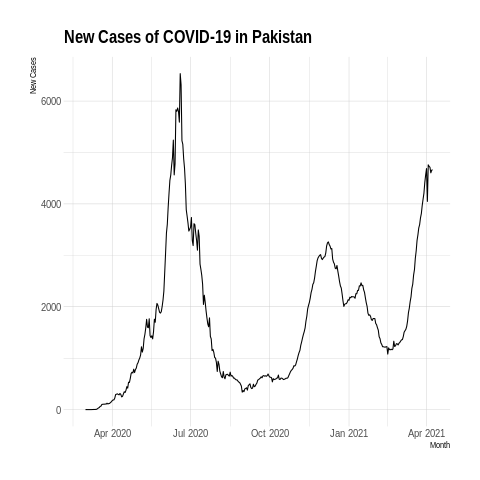 New Cases of COVID-19 in Pakistan
New Cases
6000
4000
2000
0
Apr 2020 Jul 2020 Oct 2020 Jan 2021 Apr 2021
Month